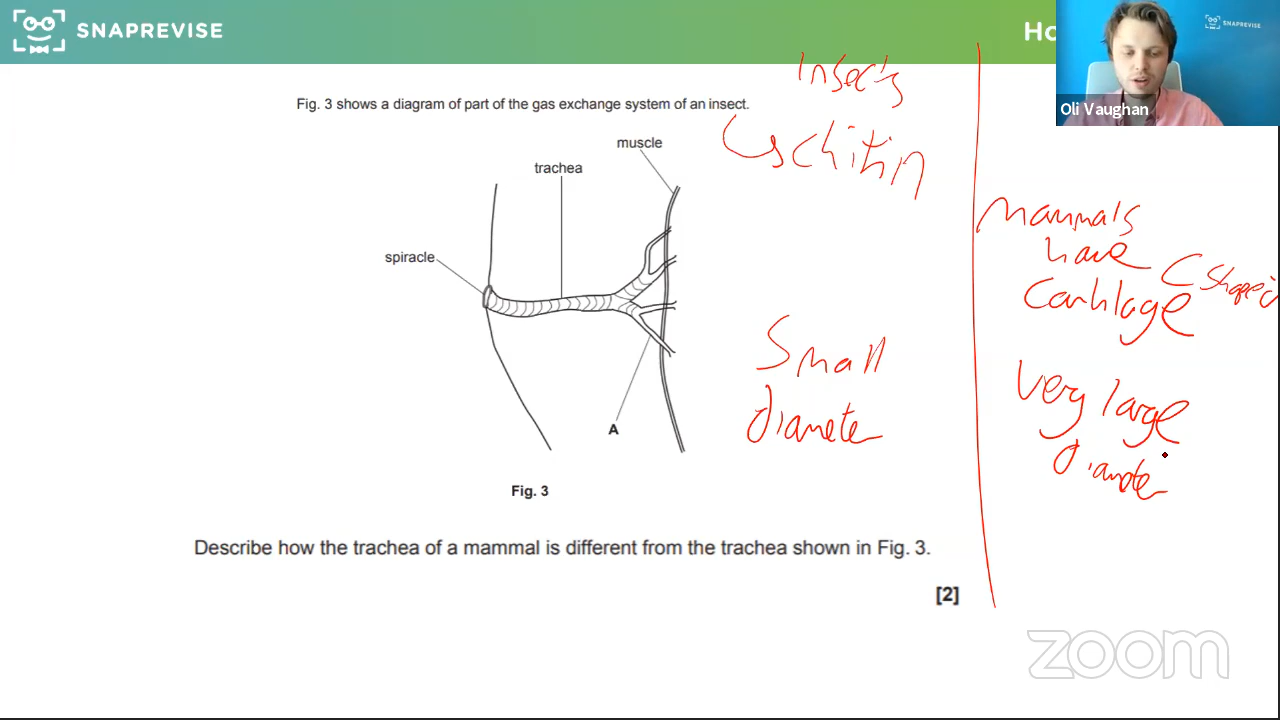 SNAPREVISE
Ho
SNAPREVISE
Oli Vaughan
Fig. 3 shows a diagram of part of the gas exchange system of an insect.
muscle
trachea
spiracle
A
Fig. 3
Insects
chitin
Small
diameter
mammals
have
C shaped
Cartilage
Very large
diameter
Describe how the trachea of a mammal is different from the trachea shown in Fig. 3.
[2]
zoom